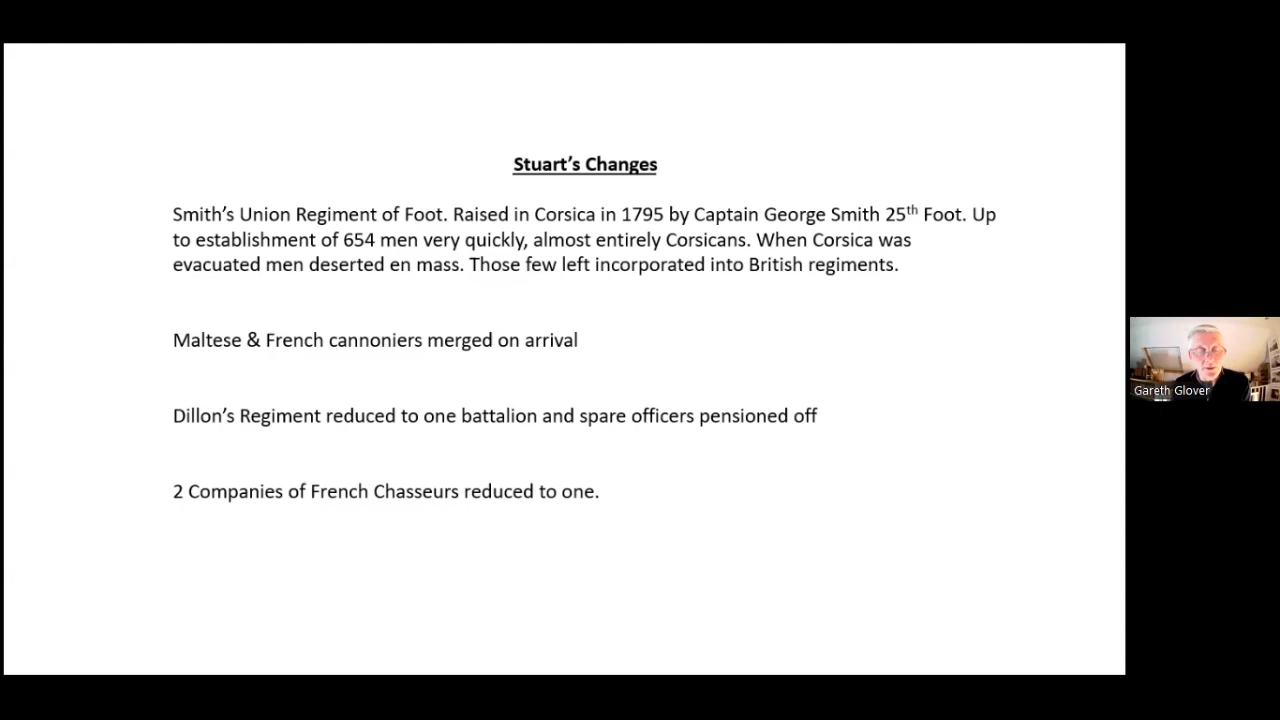 Stuart's Changes
Smith's Union Regiment of Foot. Raised in Corsica in 1795 by Captain George Smith 25th Foot. Up
to establishment of 654 men very quickly, almost entirely Corsicans. When Corsica was
evacuated men deserted en mass. Those few left incorporated into British regiments.
Maltese & French cannoniers merged on arrival
Dillon's Regiment reduced to one battalion and spare officers pensioned off
2 Companies of French Chasseurs reduced to one.
Gareth Glover